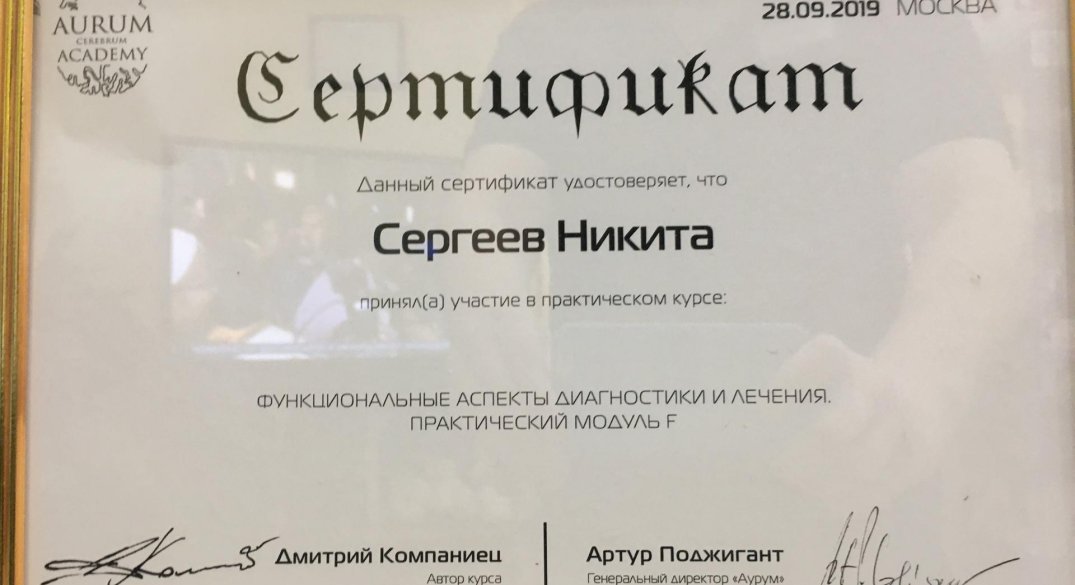 28.09.2019 МОСКВА
AURUM
CEREBRUM
ACADEMY
Сертификат
Данный сертификат удостоверяет, что
Сергеев Никита
принял(а) участие в практическом курсе:
ФУНКЦИОНАЛЬНЫЕ АСПЕКТЫ ДИАГНОСТИКИ И ЛЕЧЕНИЯ.
ПРАКТИЧЕСКИЙ МОДУЛЬ F
Дмитрий Компаниец
Автор курса
Артур Поджигант
Генеральный директор «Аурум»